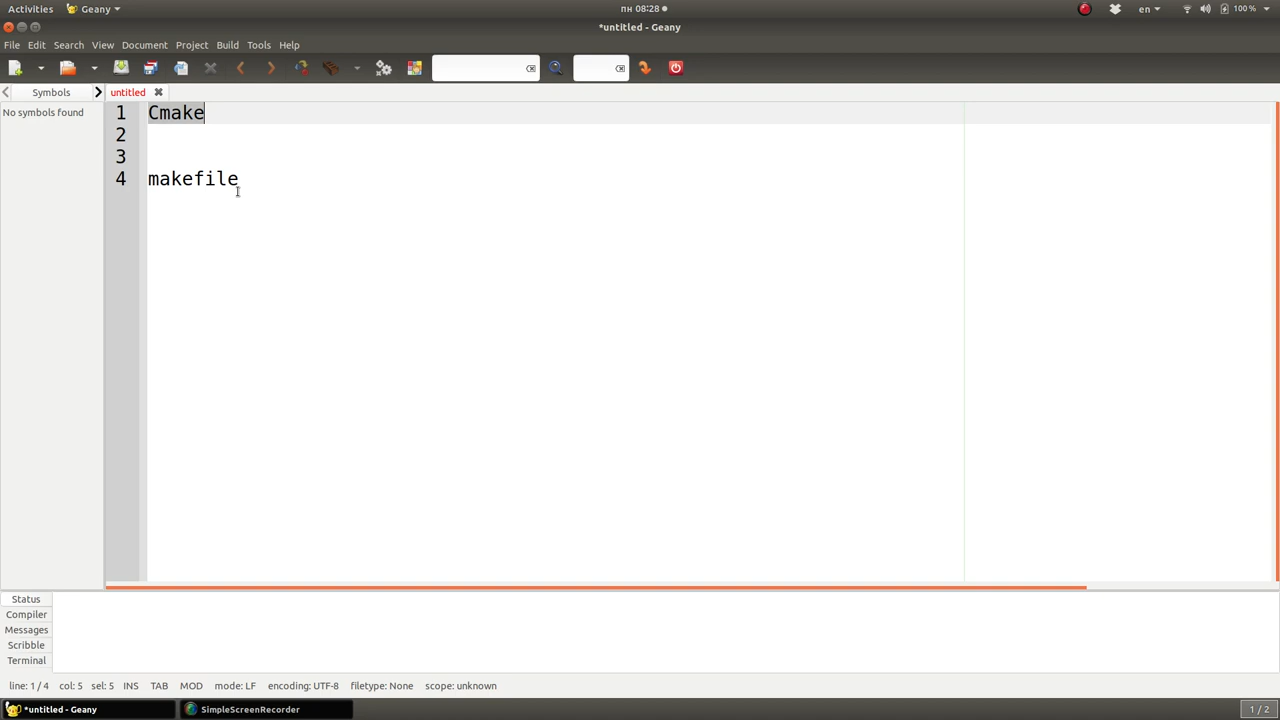 Activities Geany пн 08:28 en 100 %
*untitled - Geany
File Edit Search View Document Project Build Tools Help
Symbols untitled
No symbols found
1 Cmake
2
3
4 makefile
Status
Compiler
Messages
Scribble
Terminal
line: 1 / 4 col: 5 sel: 5 INS TAB MOD mode: LF encoding: UTF-8 filetype: None scope: unknown
*untitled - Geany SimpleScreenRecorder 1 / 2